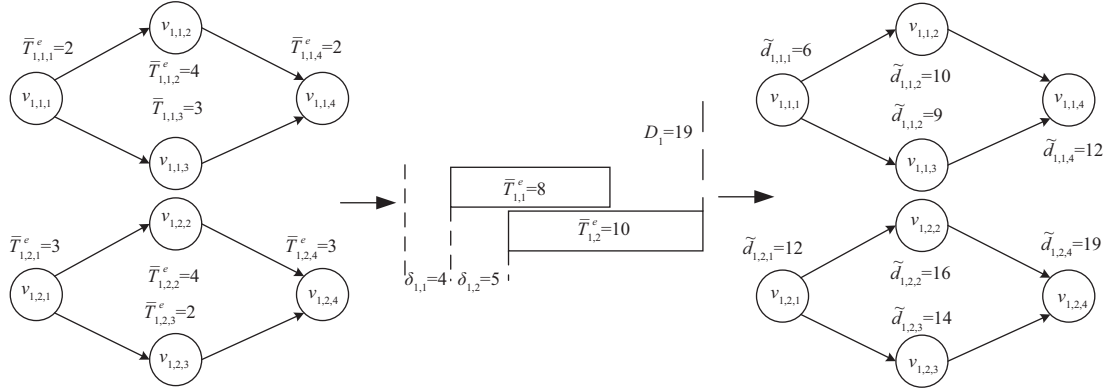 T̅ᵉ₁,₁,₁=2
v₁,₁,₂
T̅ᵉ₁,₁,₄=2
T̅ᵉ₁,₁,₂=4
v₁,₁,₁
T̅₁,₁,₃=3
v₁,₁,₄
v₁,₁,₃
T̅ᵉ₁,₂,₁=3
v₁,₂,₂
T̅ᵉ₁,₂,₄=3
T̅ᵉ₁,₂,₂=4
v₁,₂,₁
T̅ᵉ₁,₂,₃=2
v₁,₂,₄
v₁,₂,₃
D₁=19
T̅ᵉ₁,₁=8
T̅ᵉ₁,₂=10
δ₁,₁=4
δ₁,₂=5
d̃₁,₁,₁=6
v₁,₁,₂
d̃₁,₁,₂=10
v₁,₁,₁
d̃₁,₁,₂=9
v₁,₁,₄
v₁,₁,₃
d̃₁,₁,₄=12
d̃₁,₂,₁=12
v₁,₂,₂
d̃₁,₂,₄=19
d̃₁,₂,₂=16
v₁,₂,₁
d̃₁,₂,₃=14
v₁,₂,₄
v₁,₂,₃